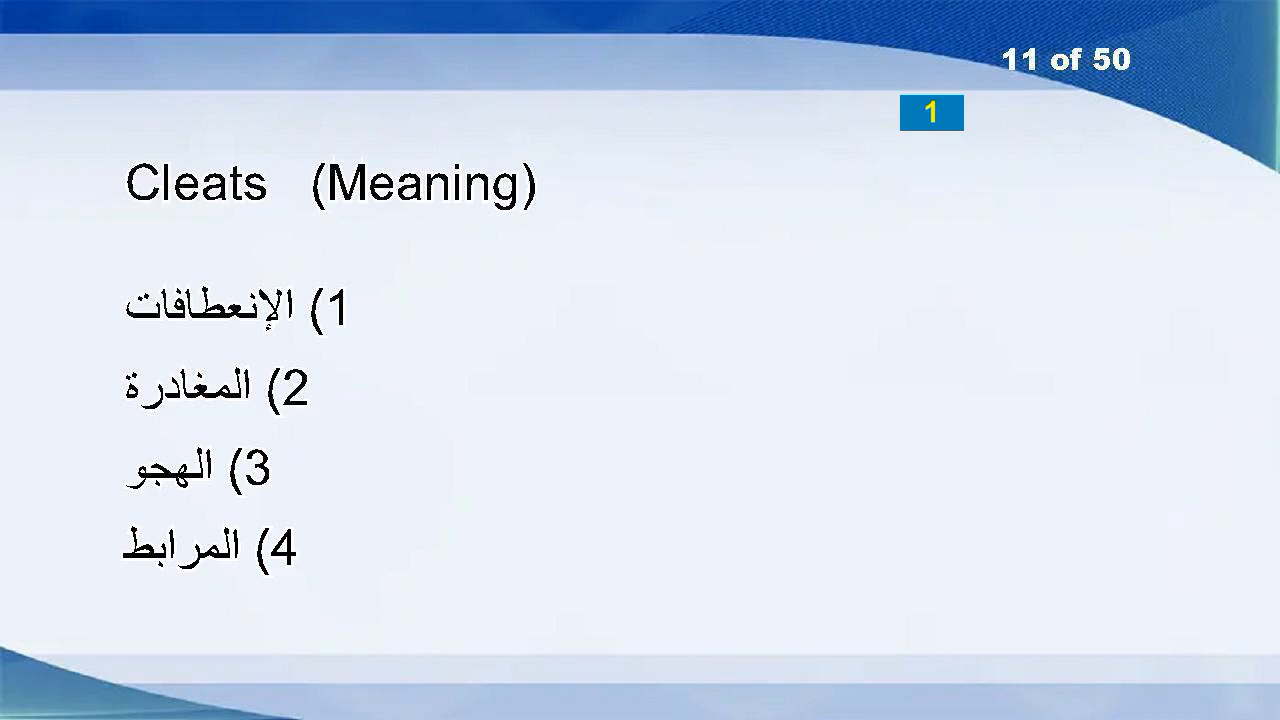 11 of 50
1
Cleats (Meaning)
1) الإنعطافات
2) المغادرة
3) الهجو
4) المرابط